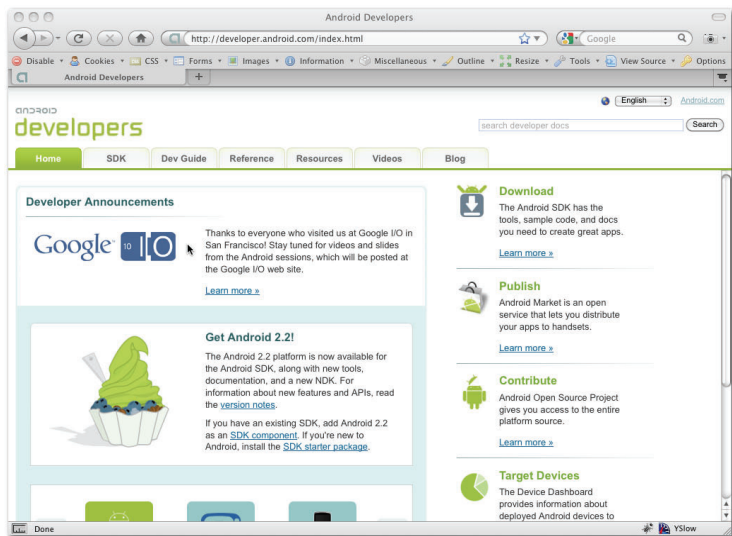 Android Developers
http://developer.android.com/index.html
Google
Disable Cookies CSS Forms Images Information Miscellaneous Outline Resize Tools View Source Options
Android Developers +
English Android.com
ANDROID
developers
search developer docs Search
Home SDK Dev Guide Reference Resources Videos Blog
Developer Announcements
Google 10 IO
Thanks to everyone who visited us at Google I/O in
San Francisco! Stay tuned for videos and slides
from the Android sessions, which will be posted at
the Google I/O web site.
Learn more »
Get Android 2.2!
The Android 2.2 platform is now available for
the Android SDK, along with new tools,
documentation, and a new NDK. For
information about new features and APIs, read
the version notes.
If you have an existing SDK, add Android 2.2
as an SDK component. If you're new to
Android, install the SDK starter package.
Download
The Android SDK has the
tools, sample code, and docs
you need to create great apps.
Learn more »
Publish
Android Market is an open
service that lets you distribute
your apps to handsets.
Learn more »
Contribute
Android Open Source Project
gives you access to the entire
platform source.
Learn more »
Target Devices
The Device Dashboard
provides information about
deployed Android devices to
Done YSlow